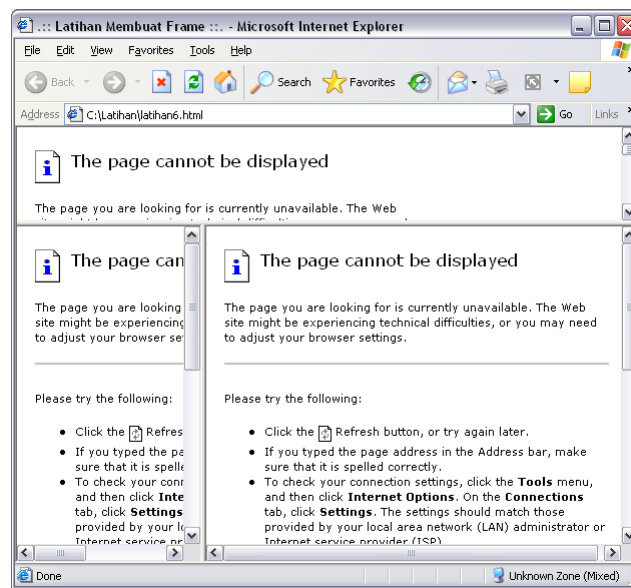 .:: Latihan Membuat Frame ::. - Microsoft Internet Explorer
File Edit View Favorites Tools Help
Back Search Favorites
Address C:\Latihan\latihan6.html Go Links
The page cannot be displayed
The page you are looking for is currently unavailable. The Web
The page can
The page you are looking
site might be experiencing
to adjust your browser se
Please try the following:
Click the Refres
If you typed the pa
sure that it is spelle
To check your conn
and then click Inte
tab, click Settings
provided by your lo
Internet service pr
The page cannot be displayed
The page you are looking for is currently unavailable. The Web
site might be experiencing technical difficulties, or you may need
to adjust your browser settings.
Please try the following:
Click the Refresh button, or try again later.
If you typed the page address in the Address bar, make
sure that it is spelled correctly.
To check your connection settings, click the Tools menu,
and then click Internet Options. On the Connections
tab, click Settings. The settings should match those
provided by your local area network (LAN) administrator or
Internet service provider (ISP)
Done Unknown Zone (Mixed)